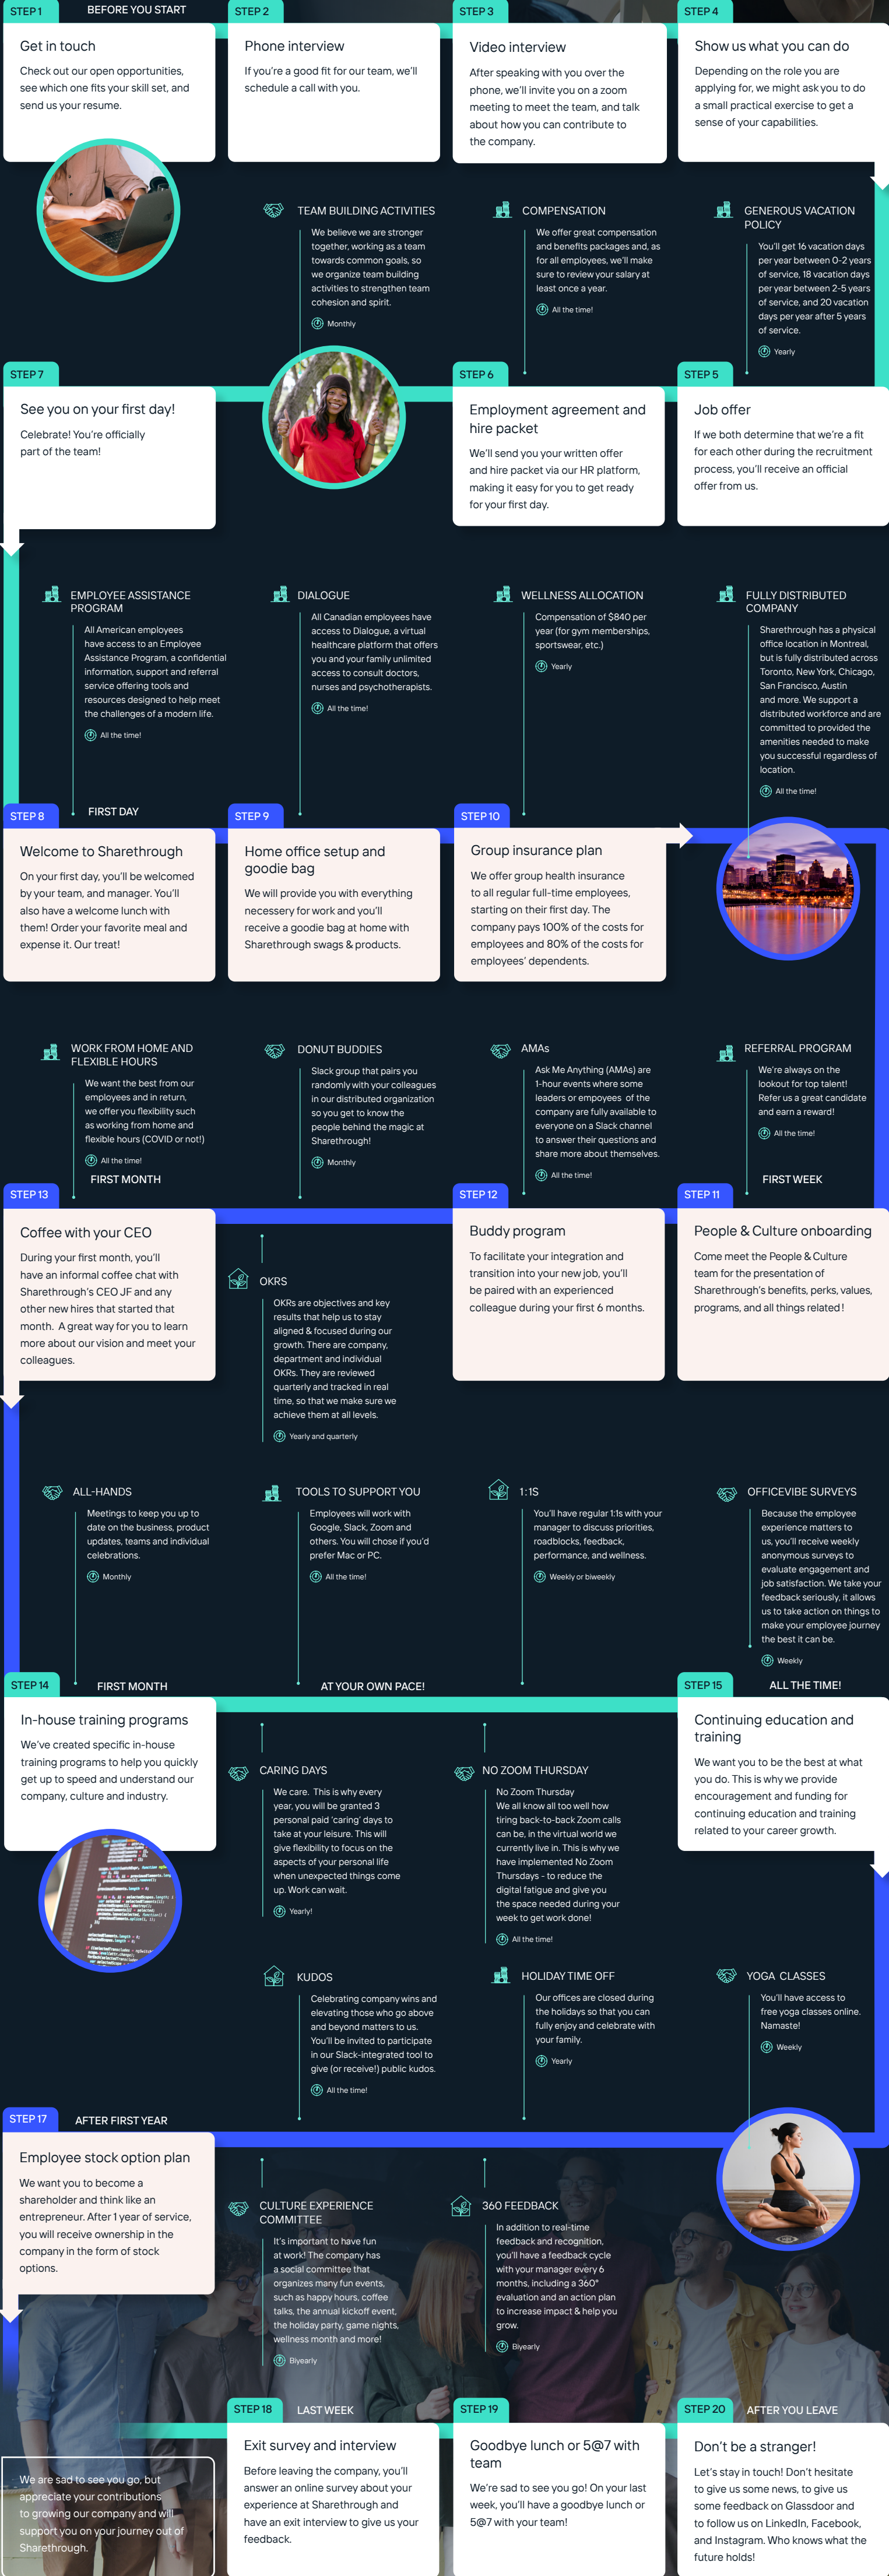 STEP 1
BEFORE YOU START
Get in touch
Check out our open opportunities,
see which one fits your skill set, and
send us your resume.
STEP 2
Phone interview
If you're a good fit for our team, we'll
schedule a call with you.
STEP 3
Video interview
After speaking with you over the
phone, we'll invite you on a zoom
meeting to meet the team, and talk
about how you can contribute to
the company.
STEP 4
Show us what you can do
Depending on the role you are
applying for, we might ask you to do
a small practical exercise to get a
sense of your capabilities.
TEAM BUILDING ACTIVITIES
We believe we are stronger
together, working as a team
towards common goals, so
we organize team building
activities to strengthen team
cohesion and spirit.
Monthly
COMPENSATION
We offer great compensation
and benefits packages and, as
for all employees, we'll make
sure to review your salary at
least once a year.
All the time!
GENEROUS VACATION
POLICY
You'll get 16 vacation days
per year between 0-2 years
of service, 18 vacation days
per year between 2-5 years
of service, and 20 vacation
days per year after 5 years
of service.
Yearly
STEP 7
See you on your first day!
Celebrate! You're officially
part of the team!
STEP 6
Employment agreement and
hire packet
We'll send you your written offer
and hire packet via our HR platform,
making it easy for you to get ready
for your first day.
STEP 5
Job offer
If we both determine that we're a fit
for each other during the recruitment
process, you'll receive an official
offer from us.
EMPLOYEE ASSISTANCE
PROGRAM
All American employees
have access to an Employee
Assistance Program, a confidential
information, support and referral
service offering tools and
resources designed to help meet
the challenges of a modern life.
All the time!
DIALOGUE
All Canadian employees have
access to Dialogue, a virtual
healthcare platform that offers
you and your family unlimited
access to consult doctors,
nurses and psychotherapists.
All the time!
WELLNESS ALLOCATION
Compensation of $840 per
year (for gym memberships,
sportswear, etc.)
Yearly
FULLY DISTRIBUTED
COMPANY
Sharethrough has a physical
office location in Montreal,
but is fully distributed across
Toronto, New York, Chicago,
San Francisco, Austin
and more. We support a
distributed workforce and are
committed to provided the
amenities needed to make
you successful regardless of
location.
All the time!
STEP 8
FIRST DAY
Welcome to Sharethrough
On your first day, you'll be welcomed
by your team, and manager. You'll
also have a welcome lunch with
them! Order your favorite meal and
expense it. Our treat!
STEP 9
Home office setup and
goodie bag
We will provide you with everything
necessery for work and you'll
receive a goodie bag at home with
Sharethrough swags & products.
STEP 10
Group insurance plan
We offer group health insurance
to all regular full-time employees,
starting on their first day. The
company pays 100% of the costs for
employees and 80% of the costs for
employees' dependents.
WORK FROM HOME AND
FLEXIBLE HOURS
We want the best from our
employees and in return,
we offer you flexibility such
as working from home and
flexible hours (COVID or not!)
All the time!
DONUT BUDDIES
Slack group that pairs you
randomly with your colleagues
in our distributed organization
so you get to know the
people behind the magic at
Sharethrough!
Monthly
AMAs
Ask Me Anything (AMAs) are
1-hour events where some
leaders or empoyees of the
company are fully available to
everyone on a Slack channel
to answer their questions and
share more about themselves.
All the time!
REFERRAL PROGRAM
We're always on the
lookout for top talent!
Refer us a great candidate
and earn a reward!
All the time!
STEP 13
FIRST MONTH
Coffee with your CEO
During your first month, you'll
have an informal coffee chat with
Sharethrough's CEO JF and any
other new hires that started that
month. A great way for you to learn
more about our vision and meet your
colleagues.
OKRS
OKRs are objectives and key
results that help us to stay
aligned & focused during our
growth. There are company,
department and individual
OKRs. They are reviewed
quarterly and tracked in real
time, so that we make sure we
achieve them at all levels.
Yearly and quarterly
STEP 12
Buddy program
To facilitate your integration and
transition into your new job, you'll
be paired with an experienced
colleague during your first 6 months.
STEP 11
FIRST WEEK
People & Culture onboarding
Come meet the People & Culture
team for the presentation of
Sharethrough's benefits, perks, values,
programs, and all things related!
ALL-HANDS
Meetings to keep you up to
date on the business, product
updates, teams and individual
celebrations.
Monthly
TOOLS TO SUPPORT YOU
Employees will work with
Google, Slack, Zoom and
others. You will chose if you'd
prefer Mac or PC.
All the time!
1:1S
You'll have regular 1:1s with your
manager to discuss priorities,
roadblocks, feedback,
performance, and wellness.
Weekly or biweekly
OFFICEVIBE SURVEYS
Because the employee
experience matters to
us, you'll receive weekly
anonymous surveys to
evaluate engagement and
job satisfaction. We take your
feedback seriously, it allows
us to take action on things to
make your employee journey
the best it can be.
Weekly
STEP 14
FIRST MONTH
In-house training programs
We've created specific in-house
training programs to help you quickly
get up to speed and understand our
company, culture and industry.
AT YOUR OWN PACE!
CARING DAYS
We care. This is why every
year, you will be granted 3
personal paid 'caring' days to
take at your leisure. This will
give flexibility to focus on the
aspects of your personal life
when unexpected things come
up. Work can wait.
Yearly!
NO ZOOM THURSDAY
No Zoom Thursday
We all know all too well how
tiring back-to-back Zoom calls
can be, in the virtual world we
currently live in. This is why we
have implemented No Zoom
Thursdays - to reduce the
digital fatigue and give you
the space needed during your
week to get work done!
All the time!
STEP 15
ALL THE TIME!
Continuing education and
training
We want you to be the best at what
you do. This is why we provide
encouragement and funding for
continuing education and training
related to your career growth.
KUDOS
Celebrating company wins and
elevating those who go above
and beyond matters to us.
You'll be invited to participate
in our Slack-integrated tool to
give (or receive!) public kudos.
All the time!
HOLIDAY TIME OFF
Our offices are closed during
the holidays so that you can
fully enjoy and celebrate with
your family.
Yearly
YOGA CLASSES
You'll have access to
free yoga classes online.
Namaste!
Weekly
STEP 17
AFTER FIRST YEAR
Employee stock option plan
We want you to become a
shareholder and think like an
entrepreneur. After 1 year of service,
you will receive ownership in the
company in the form of stock
options.
CULTURE EXPERIENCE
COMMITTEE
It's important to have fun
at work! The company has
a social committee that
organizes many fun events,
such as happy hours, coffee
talks, the annual kickoff event,
the holiday party, game nights,
wellness month and more!
Biyearly
360 FEEDBACK
In addition to real-time
feedback and recognition,
you'll have a feedback cycle
with your manager every 6
months, including a 360°
evaluation and an action plan
to increase impact & help you
grow.
Biyearly
We are sad to see you go, but
appreciate your contributions
to growing our company and will
support you on your journey out of
Sharethrough.
STEP 18
LAST WEEK
Exit survey and interview
Before leaving the company, you'll
answer an online survey about your
experience at Sharethrough and
have an exit interview to give us your
feedback.
STEP 19
Goodbye lunch or 5@7 with
team
We're sad to see you go! On your last
week, you'll have a goodbye lunch or
5@7 with your team!
STEP 20
AFTER YOU LEAVE
Don't be a stranger!
Let's stay in touch! Don't hesitate
to give us some news, to give us
some feedback on Glassdoor and
to follow us on LinkedIn, Facebook,
and Instagram. Who knows what the
future holds!